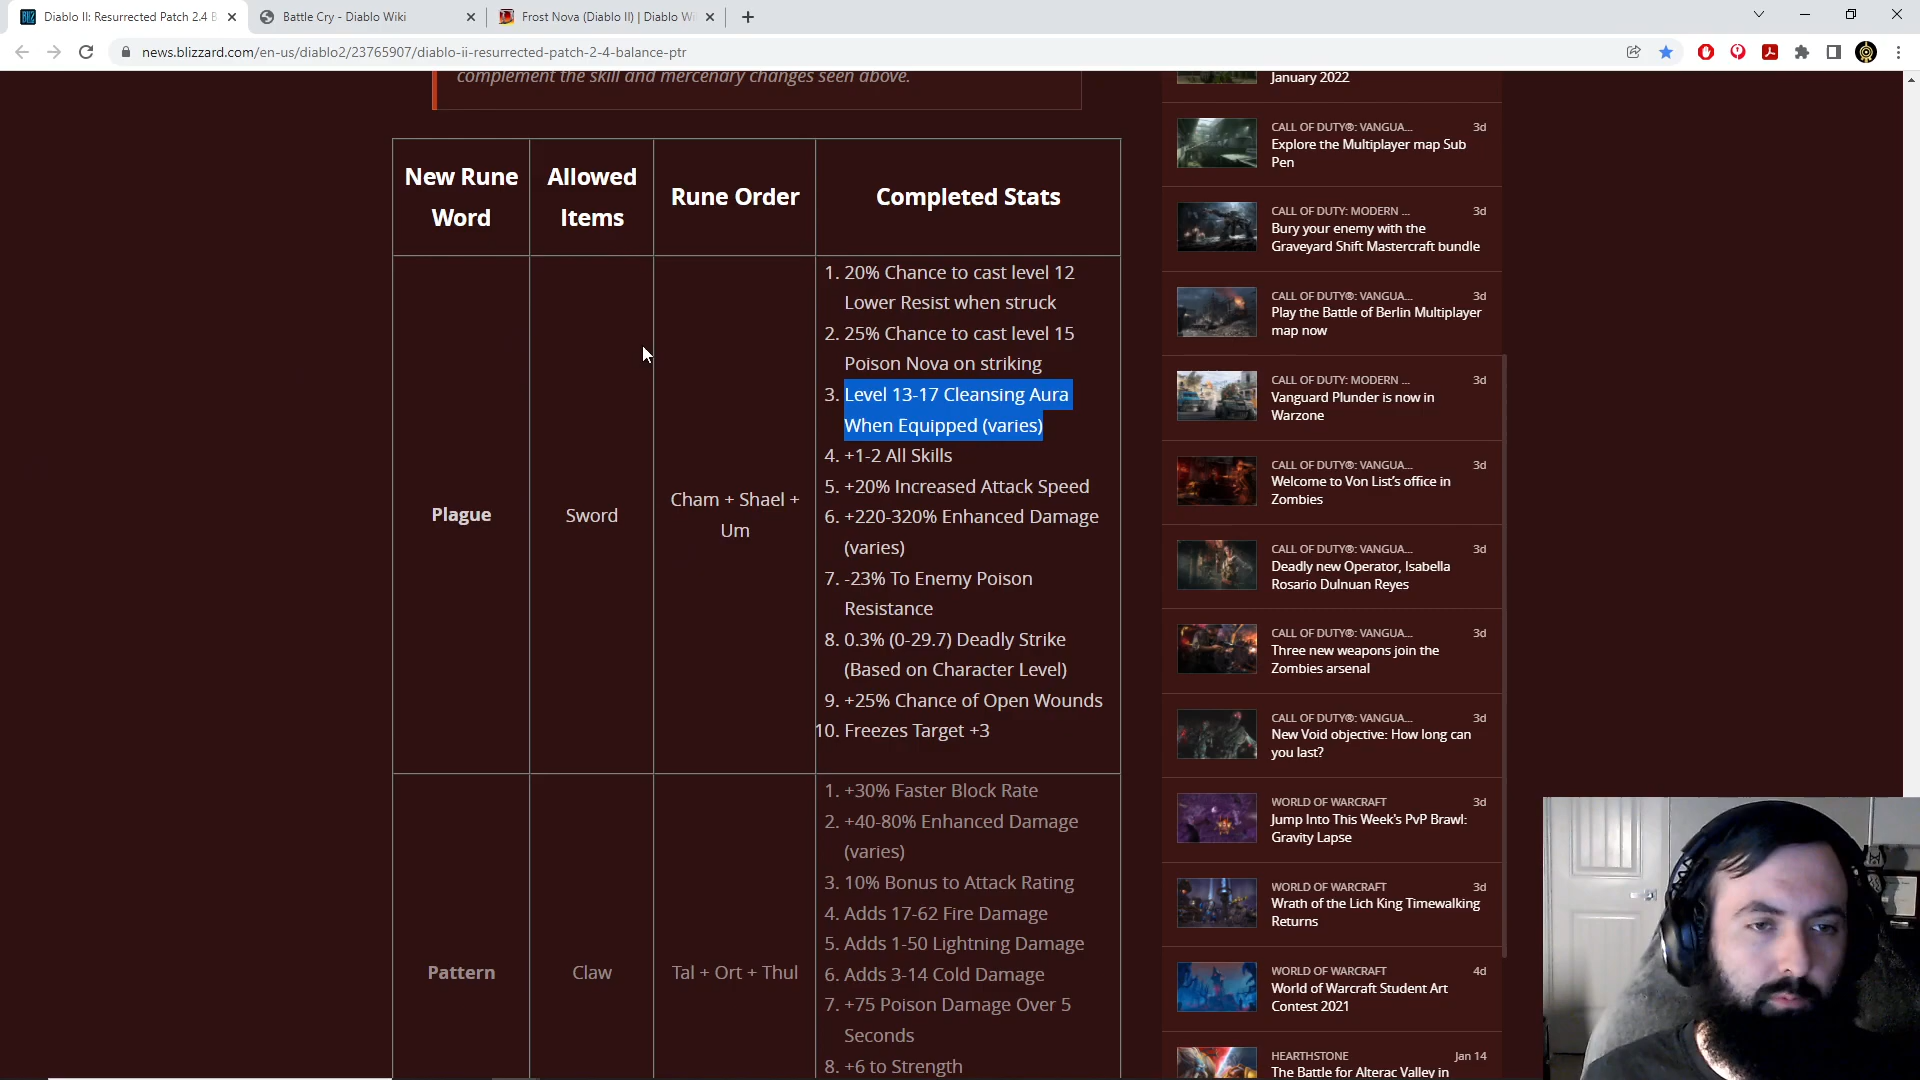 Diablo II: Resurrected Patch 2.4 B
Battle Cry - Diablo Wiki
Frost Nova (Diablo II) | Diablo Wi
news.blizzard.com/en-us/diablo2/23765907/diablo-ii-resurrected-patch-2-4-balance-ptr
complement the skill and mercenary changes seen above.
New Rune
Word
Allowed
Items
Rune Order
Completed Stats
Plague
Sword
Cham + Shael +
Um
1. 20% Chance to cast level 12
Lower Resist when struck
2. 25% Chance to cast level 15
Poison Nova on striking
3. Level 13-17 Cleansing Aura
When Equipped (varies)
4. +1-2 All Skills
5. +20% Increased Attack Speed
6. +220-320% Enhanced Damage
(varies)
7. -23% To Enemy Poison
Resistance
8. 0.3% (0-29.7) Deadly Strike
(Based on Character Level)
9. +25% Chance of Open Wounds
10. Freezes Target +3
Pattern
Claw
Tal + Ort + Thul
1. +30% Faster Block Rate
2. +40-80% Enhanced Damage
(varies)
3. 10% Bonus to Attack Rating
4. Adds 17-62 Fire Damage
5. Adds 1-50 Lightning Damage
6. Adds 3-14 Cold Damage
7. +75 Poison Damage Over 5
Seconds
8. +6 to Strength
January 2022
CALL OF DUTY®: VANGUA... 3d
Explore the Multiplayer map Sub
Pen
CALL OF DUTY: MODERN ... 3d
Bury your enemy with the
Graveyard Shift Mastercraft bundle
CALL OF DUTY®: VANGUA... 3d
Play the Battle of Berlin Multiplayer
map now
CALL OF DUTY: MODERN ... 3d
Vanguard Plunder is now in
Warzone
CALL OF DUTY®: VANGUA... 3d
Welcome to Von List’s office in
Zombies
CALL OF DUTY®: VANGUA... 3d
Deadly new Operator, Isabella
Rosario Dulnuan Reyes
CALL OF DUTY®: VANGUA... 3d
Three new weapons join the
Zombies arsenal
CALL OF DUTY®: VANGUA... 3d
New Void objective: How long can
you last?
WORLD OF WARCRAFT 3d
Jump Into This Week's PvP Brawl:
Gravity Lapse
WORLD OF WARCRAFT 3d
Wrath of the Lich King Timewalking
Returns
WORLD OF WARCRAFT 4d
World of Warcraft Student Art
Contest 2021
HEARTHSTONE Jan 14
The Battle for Alterac Valley in